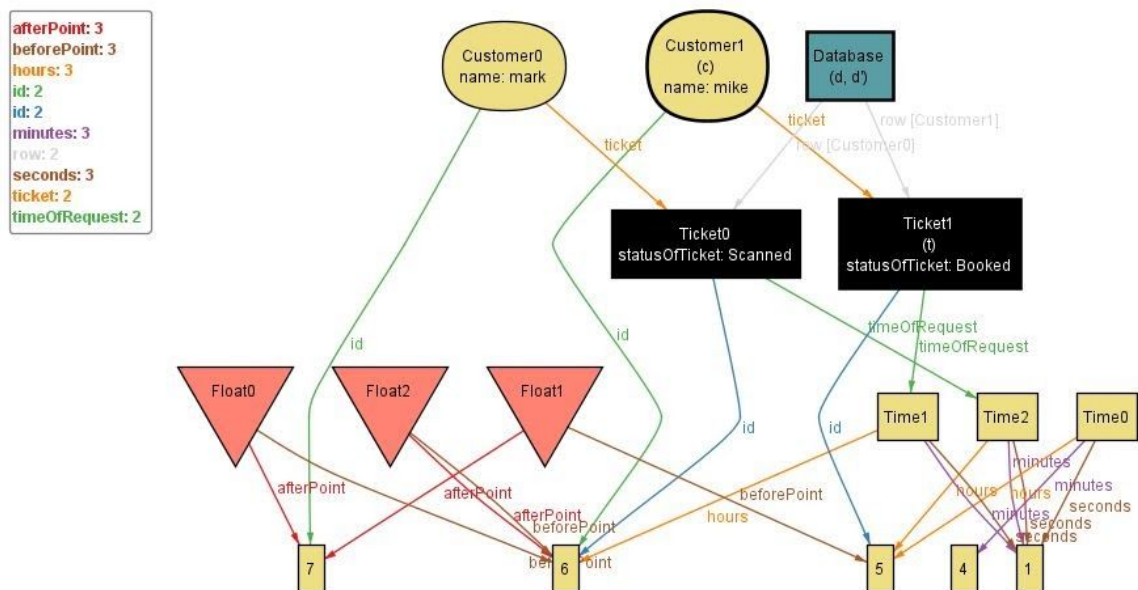 afterPoint: 3
beforePoint: 3
hours: 3
id: 2
id: 2
minutes: 3
row: 2
seconds: 3
ticket: 2
timeOfRequest: 2
Customer0
name: mark
Customer1
(c)
name: mike
Database
(d, d')
ticket
ticket
row [Customer1]
row [Customer0]
Ticket0
statusOfTicket: Scanned
Ticket1
(t)
statusOfTicket: Booked
id
id
timeOfRequest
timeOfRequest
Float0
Float2
Float1
Time1
Time2
Time0
id
id
afterPoint
afterPoint
afterPoint
beforePoint
beforePoint
beforePoint
hours
hours
hours
minutes
minutes
minutes
seconds
seconds
seconds
7
6
5
4
1